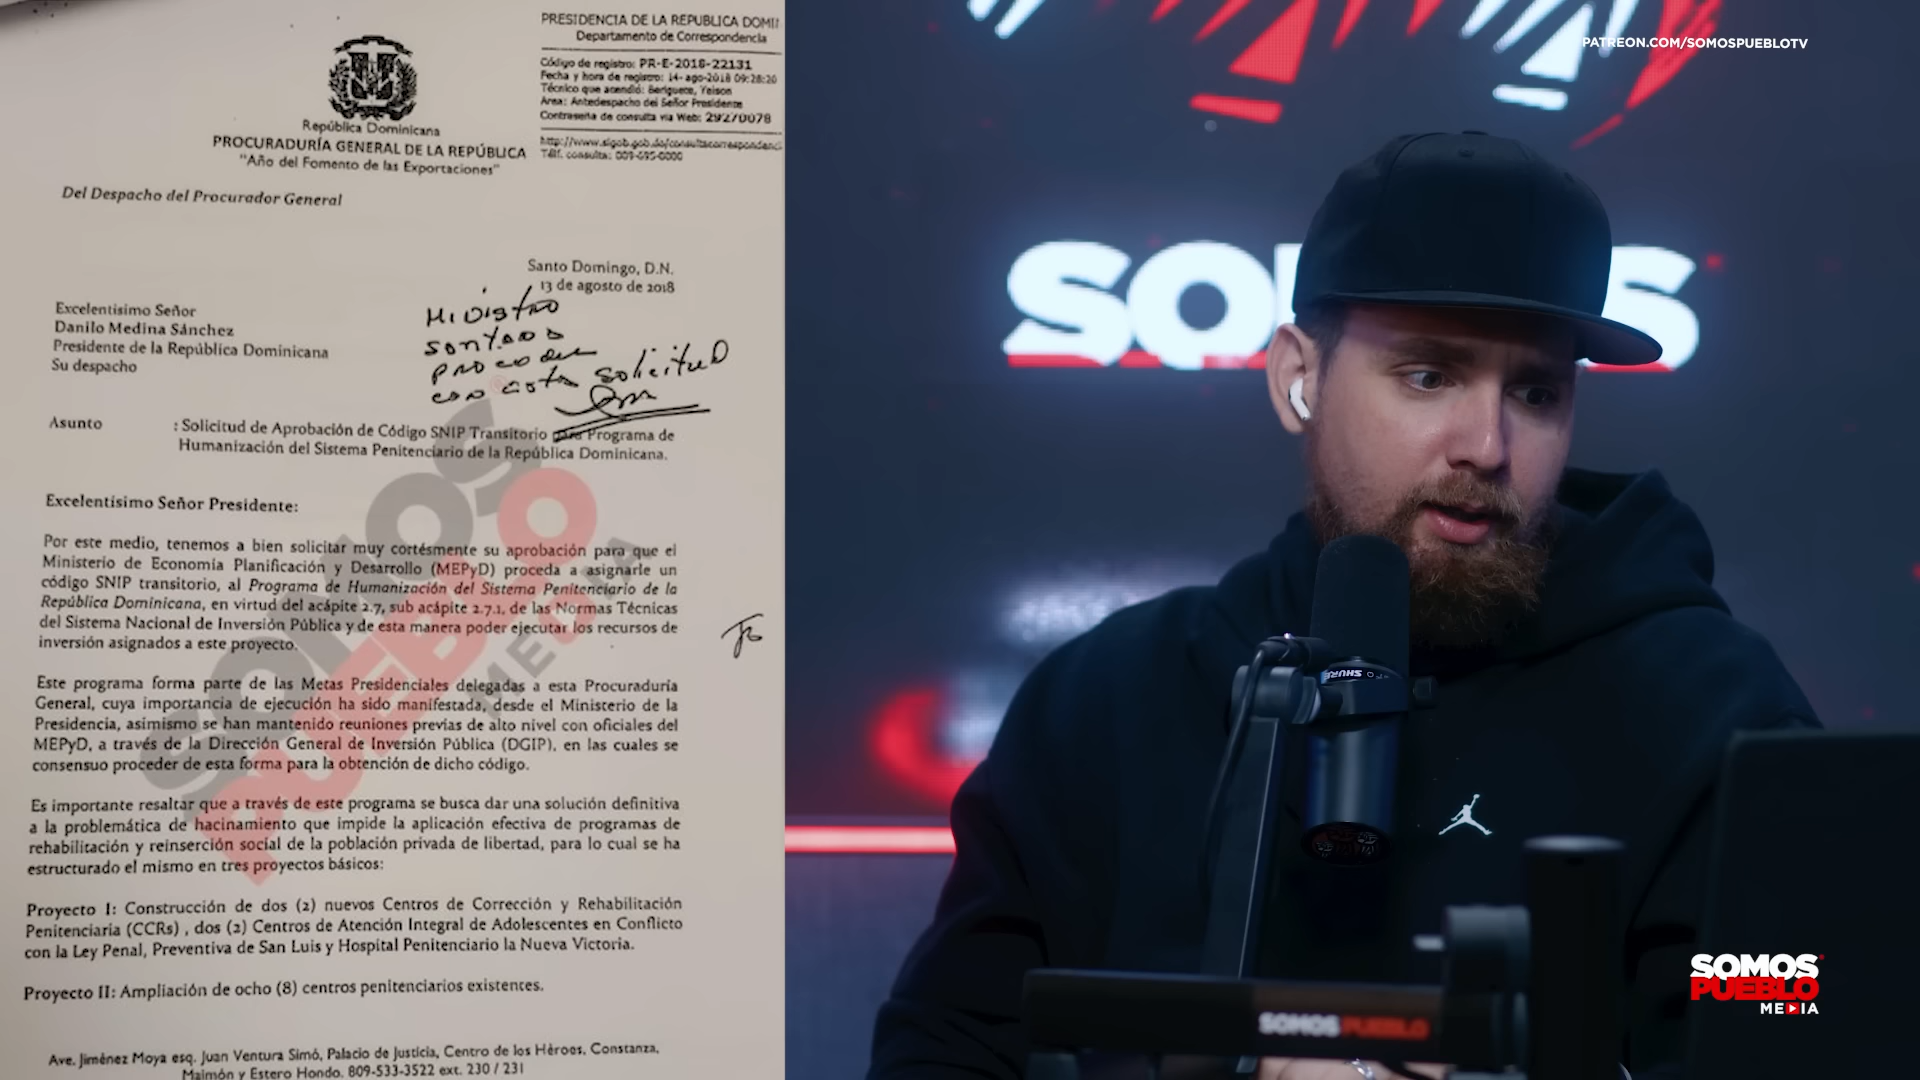 PRESIDENCIA DE LA REPUBLICA DOMI
Departamento de Correspondencia
Código de registro: PR-E-2018-22131
Fecha y hora de registro: 14-ago-2018 09:28:20
Técnico que atendió: Beriguete, Yeison
Area: Antedespacho del Señor Presidente
Contraseña de consulta via Web: 29270078
http://www.sigob.gob.do/consultacorrespondenci
Télf. consulta: 809-695-8000
República Dominicana
PROCURADURÍA GENERAL DE LA REPÚBLICA
"Año del Fomento de las Exportaciones"
Del Despacho del Procurador General
Santo Domingo, D.N.
13 de agosto de 2018
Excelentísimo Señor
Danilo Medina Sánchez
Presidente de la República Dominicana
Su despacho
Ministro
Santana
proceder
con esta solicitud
Asunto : Solicitud de Aprobación de Código SNIP Transitorio para Programa de
Humanización del Sistema Penitenciario de la República Dominicana.
Excelentísimo Señor Presidente:
Por este medio, tenemos a bien solicitar muy cortésmente su aprobación para que el
Ministerio de Economía Planificación y Desarrollo (MEPyD) proceda a asignarle un
código SNIP transitorio, al Programa de Humanización del Sistema Penitenciario de la
República Dominicana, en virtud del acápite 2.7, sub acápite 2.7.1, de las Normas Técnicas
del Sistema Nacional de Inversión Pública y de esta manera poder ejecutar los recursos de
inversión asignados a este proyecto.
Este programa forma parte de las Metas Presidenciales delegadas a esta Procuraduría
General, cuya importancia de ejecución ha sido manifestada, desde el Ministerio de la
Presidencia, asimismo se han mantenido reuniones previas de alto nivel con oficiales del
MEPyD, a través de la Dirección General de Inversión Pública (DGIP), en las cuales se
consensuo proceder de esta forma para la obtención de dicho código.
Es importante resaltar que a través de este programa se busca dar una solución definitiva
a la problemática de hacinamiento que impide la aplicación efectiva de programas de
rehabilitación y reinserción social de la población privada de libertad, para lo cual se ha
estructurado el mismo en tres proyectos básicos:
Proyecto I: Construcción de dos (2) nuevos Centros de Corrección y Rehabilitación
Penitenciaria (CCRs) , dos (2) Centros de Atención Integral de Adolescentes en Conflicto
con la Ley Penal, Preventiva de San Luis y Hospital Penitenciario la Nueva Victoria.
Proyecto II: Ampliación de ocho (8) centros penitenciarios existentes.
Ave. Jiménez Moya esq. Juan Ventura Simó, Palacio de Justicia, Centro de los Héroes, Constanza,
Maimón y Estero Hondo. 809-533-3522 ext. 230 / 231
SOMOS
PUEBLO
MEDIA
PATREON.COM/SOMOSPUEBLOTV
SO S
SHURE
SOMOS PUEBLO
SOMOS
PUEBLO
MEDIA